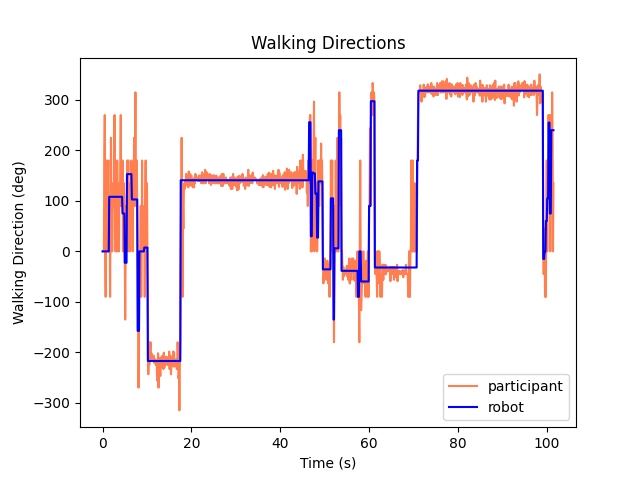 Walking Directions
Walking Direction (deg)
300
200
100
0
−100
−200
−300
0 20 40 60 80 100
Time (s)
participant
robot